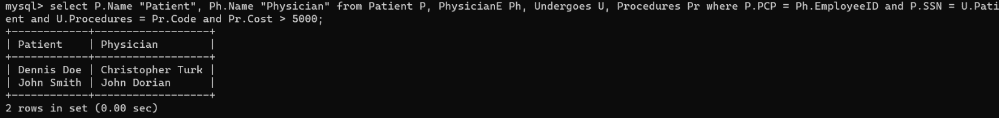 mysql> select P.Name "Patient", Ph.Name "Physician" from Patient P, PhysicianE Ph, Undergoes U, Procedures Pr where P.PCP = Ph.EmployeeID and P.SSN = U.Pati
ent and U.Procedures = Pr.Code and Pr.Cost > 5000;
+------------+------------------+
| Patient    | Physician        |
+------------+------------------+
| Dennis Doe | Christopher Turk |
| John Smith | John Dorian      |
+------------+------------------+
2 rows in set (0.00 sec)